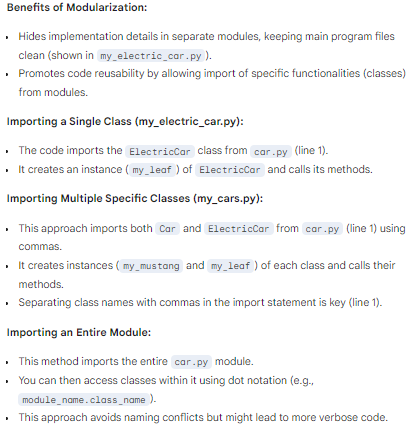 Benefits of Modularization:
• Hides implementation details in separate modules, keeping main program files
clean (shown in my_electric_car.py ).
• Promotes code reusability by allowing import of specific functionalities (classes)
from modules.
Importing a Single Class (my_electric_car.py):
• The code imports the ElectricCar class from car.py (line 1).
• It creates an instance ( my_leaf ) of ElectricCar and calls its methods.
Importing Multiple Specific Classes (my_cars.py):
• This approach imports both Car and ElectricCar from car.py (line 1) using
commas.
• It creates instances ( my_mustang and my_leaf ) of each class and calls their
methods.
• Separating class names with commas in the import statement is key (line 1).
Importing an Entire Module:
• This method imports the entire car.py module.
• You can then access classes within it using dot notation (e.g.,
module_name.class_name ).
• This approach avoids naming conflicts but might lead to more verbose code.